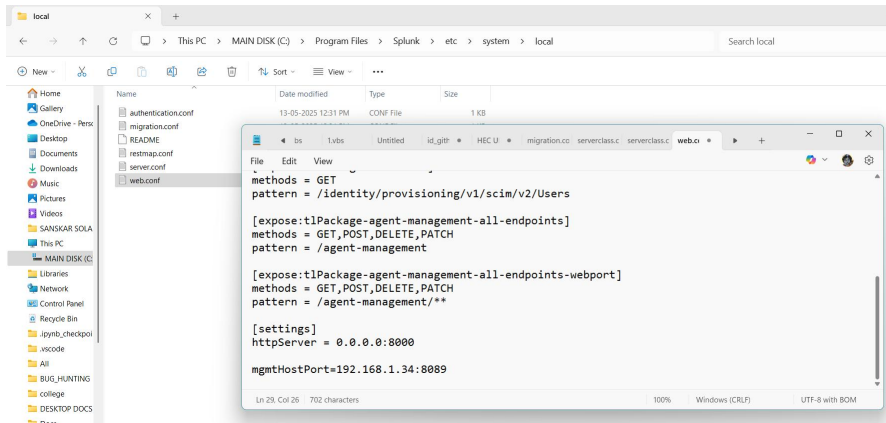 local
This PC > MAIN DISK (C:) > Program Files > Splunk > etc > system > local
Search local
New
Sort
View
Home
Gallery
OneDrive - Perso
Desktop
Documents
Downloads
Music
Pictures
Videos
SANSKAR SOLA
This PC
MAIN DISK (C:
Libraries
Network
Control Panel
Recycle Bin
.ipynb_checkpoi
.vscode
All
BUG_HUNTING
college
DESKTOP DOCS
Name Date modified Type Size
authentication.conf 13-05-2025 12:31 PM CONF File 1 KB
migration.conf
README
restmap.conf
server.conf
web.conf
bs 1.vbs Untitled id_gith HEC U migration.co serverclass.c serverclass.c web.co
File Edit View
methods = GET
pattern = /identity/provisioning/v1/scim/v2/Users
[expose:tlPackage-agent-management-all-endpoints]
methods = GET,POST,DELETE,PATCH
pattern = /agent-management
[expose:tlPackage-agent-management-all-endpoints-webport]
methods = GET,POST,DELETE,PATCH
pattern = /agent-management/**
[settings]
httpServer = 0.0.0.0:8000
mgmtHostPort=192.168.1.34:8089
Ln 29, Col 26 702 characters 100% Windows (CRLF) UTF-8 with BOM